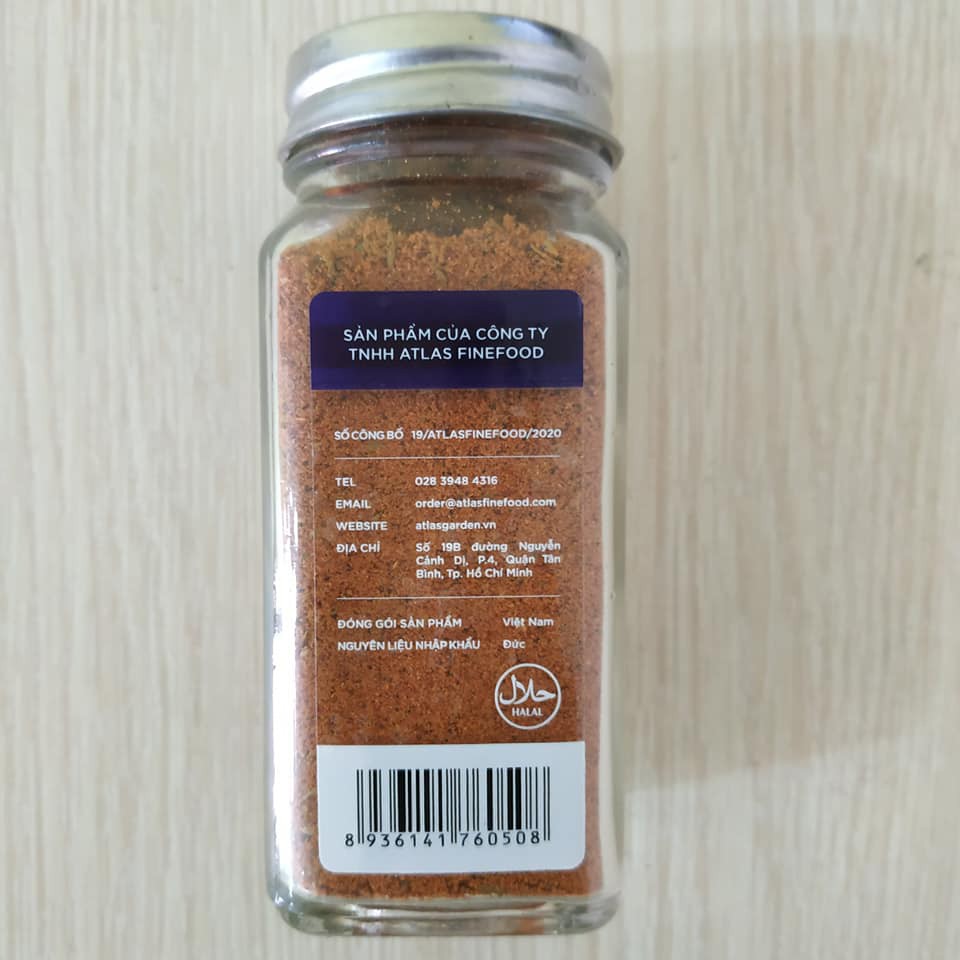 SẢN PHẨM CỦA CÔNG TY
TNHH ATLAS FINEFOOD
SỐ CÔNG BỐ 19/ATLASFINEFOOD/2020
TEL 028 3948 4316
EMAIL order@atlasfinefood.com
WEBSITE atlasgarden.vn
ĐỊA CHỈ Số 19B đường Nguyễn
Cảnh Dị, P.4, Quận Tân
Bình, Tp. Hồ Chí Minh
ĐÓNG GÓI SẢN PHẨM Việt Nam
NGUYÊN LIỆU NHẬP KHẨU Đức
حلال
HALAL
8 936141 760508